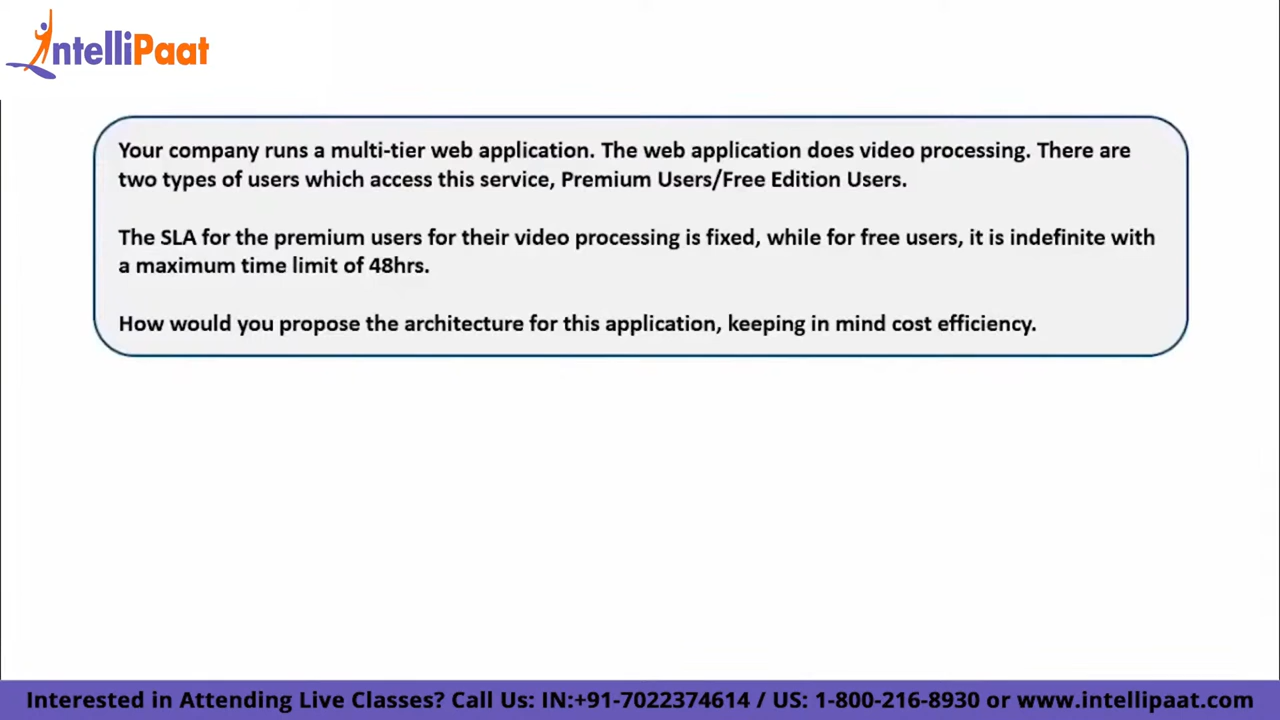 IntelliPaat
Your company runs a multi-tier web application. The web application does video processing. There are
two types of users which access this service, Premium Users/Free Edition Users.
The SLA for the premium users for their video processing is fixed, while for free users, it is indefinite with
a maximum time limit of 48hrs.
How would you propose the architecture for this application, keeping in mind cost efficiency.
Interested in Attending Live Classes? Call Us: IN:+91-7022374614 / US: 1-800-216-8930 or www.intellipaat.com